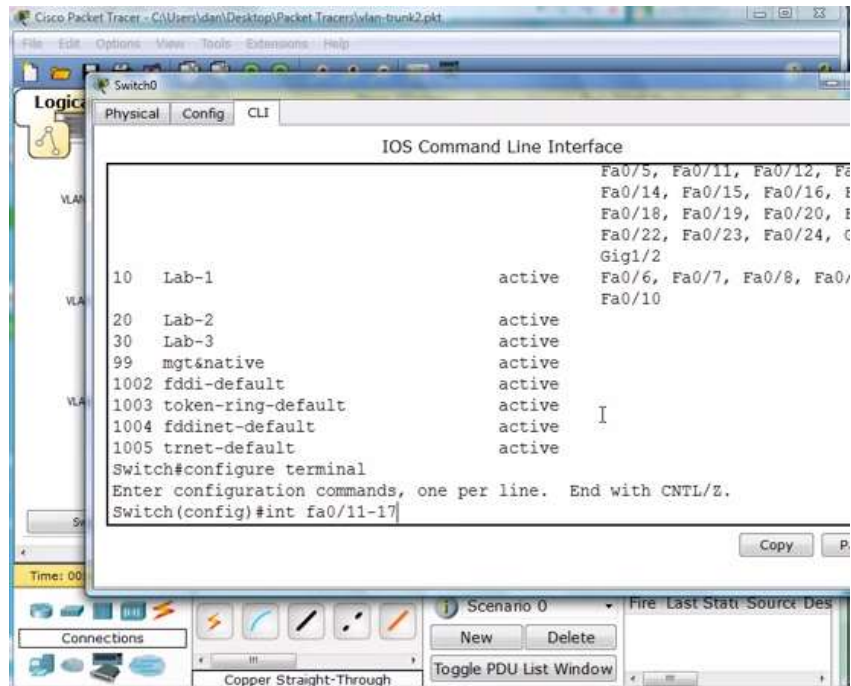 Cisco Packet Tracer - C:\Users\dan\Desktop\Packet Tracers\vlan-trunk2.pkt
File Edit Options View Tools Extensions Help
Switch0
Physical Config CLI
IOS Command Line Interface
Fa0/5, Fa0/11, Fa0/12,
Fa0/14, Fa0/15, Fa0/16,
Fa0/18, Fa0/19, Fa0/20,
Fa0/22, Fa0/23, Fa0/24,
Gig1/2
10 Lab-1 active Fa0/6, Fa0/7, Fa0/8,
Fa0/10
20 Lab-2 active
30 Lab-3 active
99 mgt&native active
1002 fddi-default active
1003 token-ring-default active
1004 fddinet-default active
1005 trnet-default active
Switch#configure terminal
Enter configuration commands, one per line. End with CNTL/Z.
Switch(config)#int fa0/11-17
Copy
Time:
Scenario 0
Fire Last Source
Connections
New Delete
Toggle PDU List Window
Copper Straight-Through